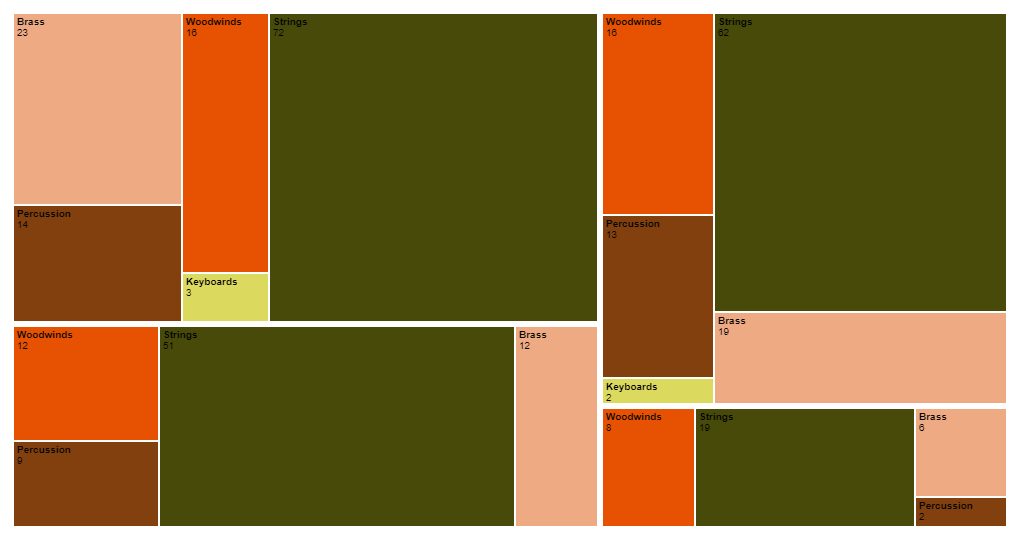 Brass
23
Percussion
14
Woodwinds
16
Keyboards
3
Strings
72
Woodwinds
12
Percussion
9
Strings
51
Brass
12
Woodwinds
16
Percussion
13
Keyboards
2
Strings
62
Brass
19
Woodwinds
8
Strings
19
Brass
6
Percussion
2